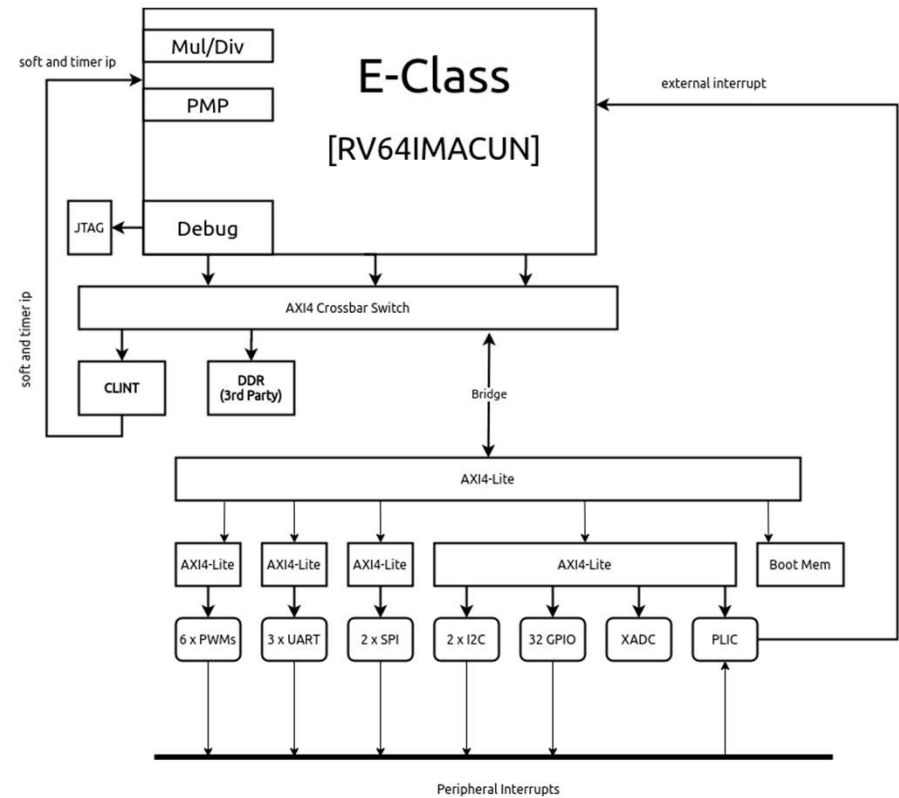 Mul/Div
E-Class
soft and timer ip
external interrupt
PMP
[RV64IMACUN]
JTAG
Debug
AXI4 Crossbar Switch
soft and timer ip
CLINT
DDR
(3rd Party)
Bridge
AXI4-Lite
AXI4-Lite
AXI4-Lite
AXI4-Lite
AXI4-Lite
Boot Mem
6 x PWMs
3 x UART
2 x SPI
2 x I2C
32 GPIO
XADC
PLIC
Peripheral Interrupts